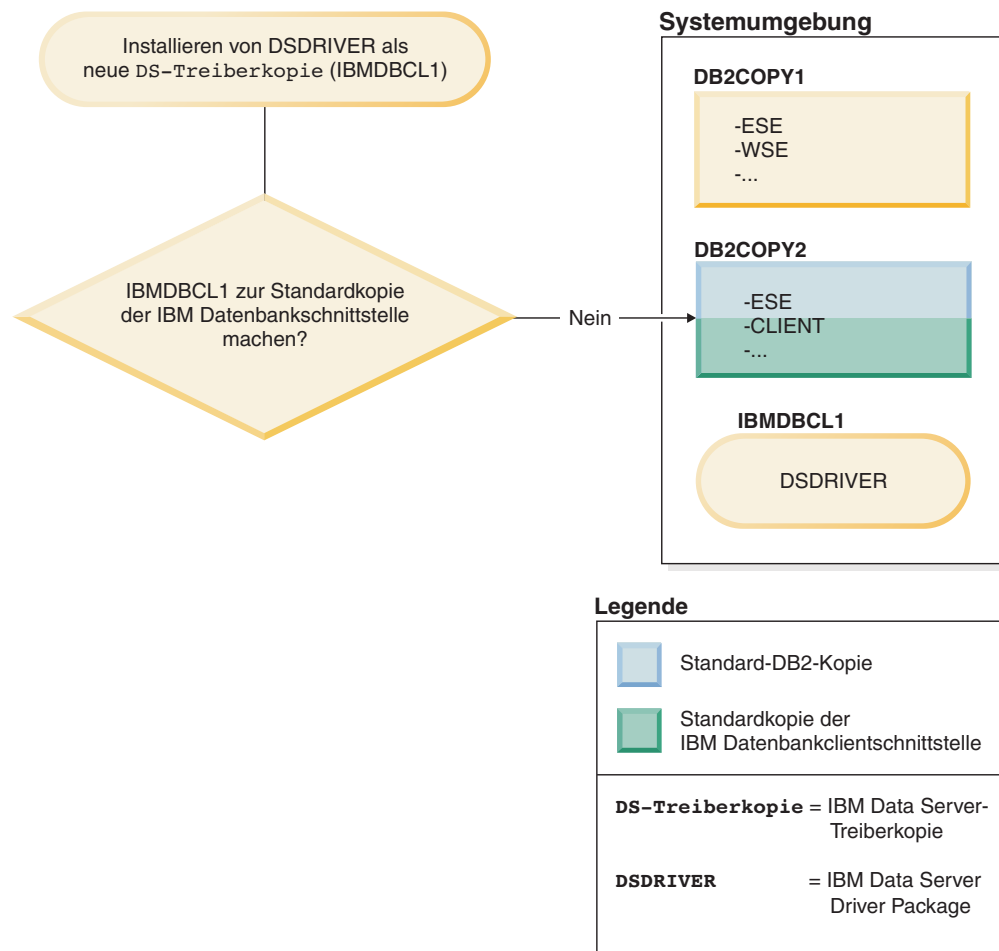 Installieren von DSDRIVER als
neue DS-Treiberkopie (IBMDBCL1)
IBMDBCL1 zur Standardkopie
der IBM Datenbankschnittstelle
machen?
Nein
Systemumgebung
DB2COPY1
-ESE
-WSE
-...
DB2COPY2
-ESE
-CLIENT
-...
IBMDBCL1
DSDRIVER
Legende
Standard-DB2-Kopie
Standardkopie der
IBM Datenbankclientschnittstelle
DS-Treiberkopie = IBM Data Server-
Treiberkopie
DSDRIVER = IBM Data Server
Driver Package